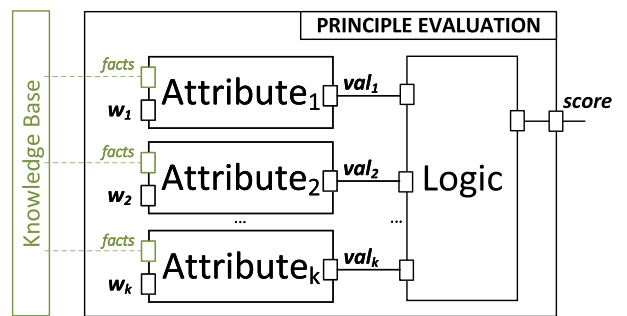 PRINCIPLE EVALUATION
Knowledge Base
facts
w1
Attribute1
val1
facts
w2
Attribute2
val2
...
...
facts
wk
Attributek
valk
Logic
score